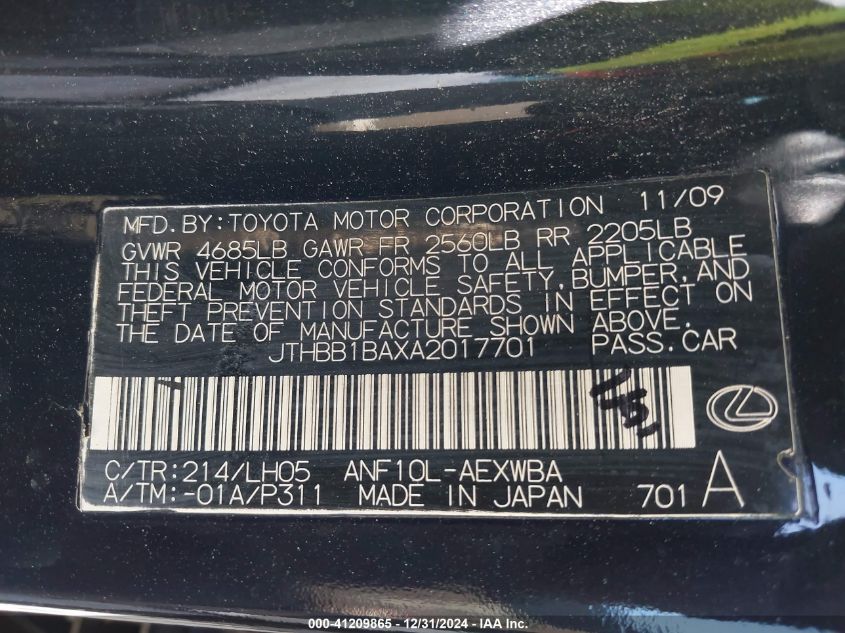 MFD.BY:TOYOTA MOTOR CORPORATION 11/09
GVWR 4685LB GAWR FR 2560LB RR 2205LB
THIS VEHICLE CONFORMS TO ALL APPLICABLE
FEDERAL MOTOR VEHICLE SAFETY,BUMPER,AND
THEFT PREVENTION STANDARDS IN EFFECT ON
THE DATE OF MANUFACTURE SHOWN ABOVE.
JTHBB1BAXA2017701 PASS.CAR
C/TR:214/LH05 ANF10L-AEXWBA
A/TM:-01A/P311 MADE IN JAPAN 701 A
000-41209865 - 12/31/2024 - IAA Inc.